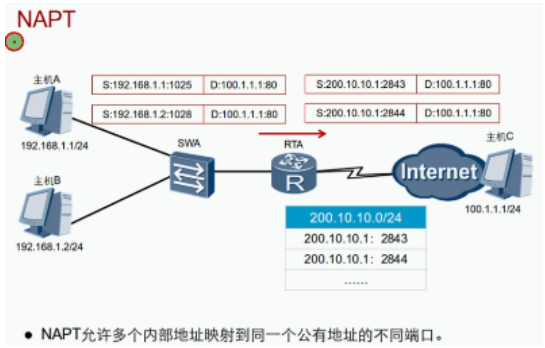 NAPT
主机A
S:192.168.1.1:1025 D:100.1.1.1:80
S:200.10.10.1:2843 D:100.1.1.1:80
S:192.168.1.2:1028 D:100.1.1.1:80
S:200.10.10.1:2844 D:100.1.1.1:80
192.168.1.1/24
SWA
RTA
主机C
R
Internet
主机B
100.1.1.1/24
200.10.10.0/24
200.10.10.1：2843
200.10.10.1：2844
……
192.168.1.2/24
● NAPT允许多个内部地址映射到同一个公有地址的不同端口。